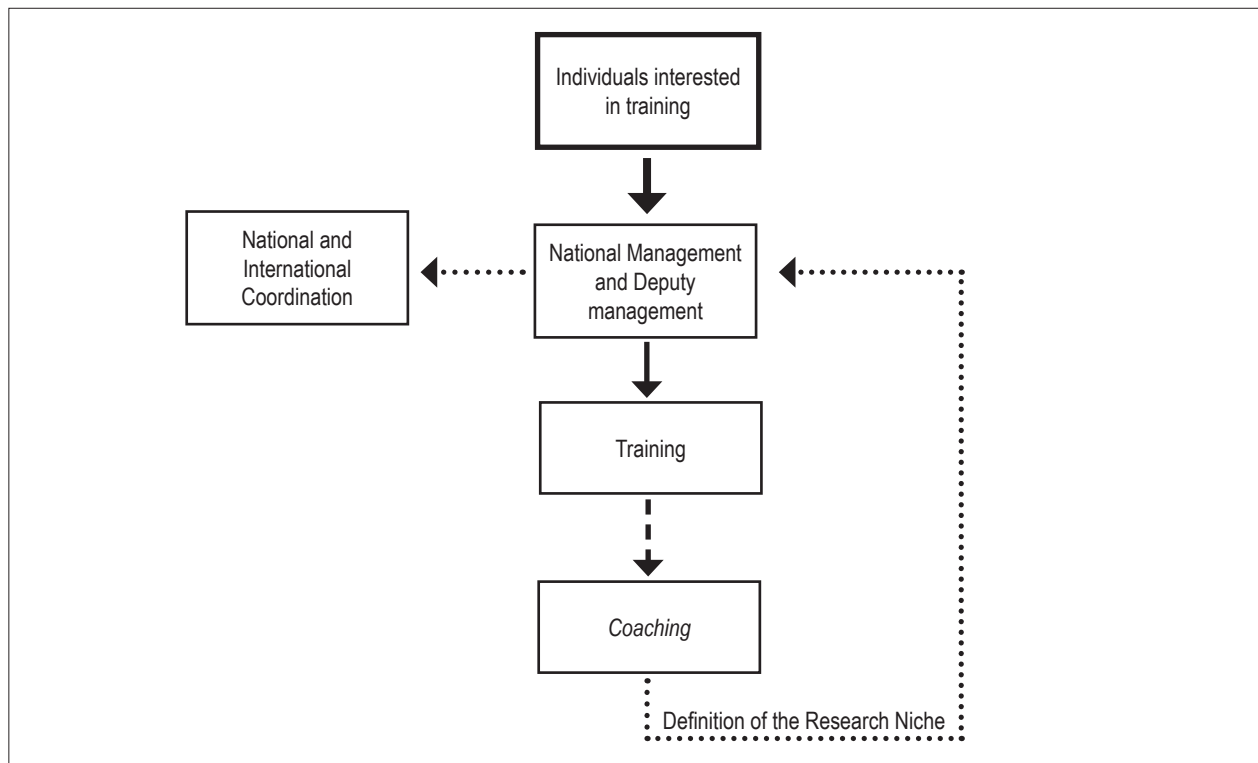 Individuals interested
in training
National and
International
Coordination
National Management
and Deputy
management
Training
Coaching
Definition of the Research Niche